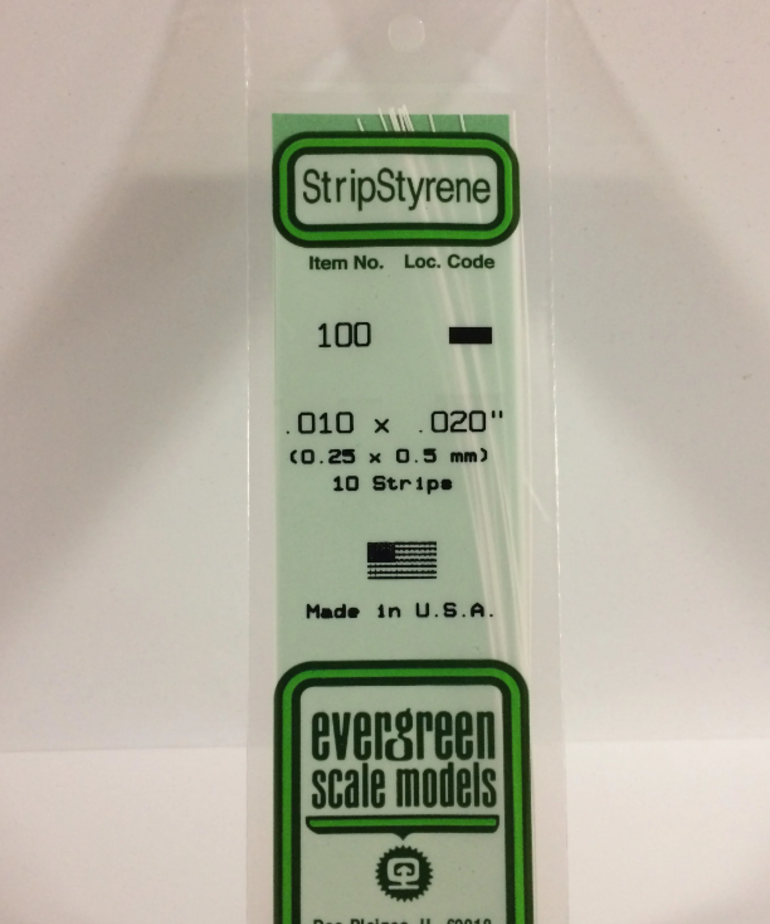 StripStyrene
Item No. Loc. Code
100
.010 x .020"
(0.25 x 0.5 mm)
10 Strips
Made in U.S.A.
evergreen
scale models